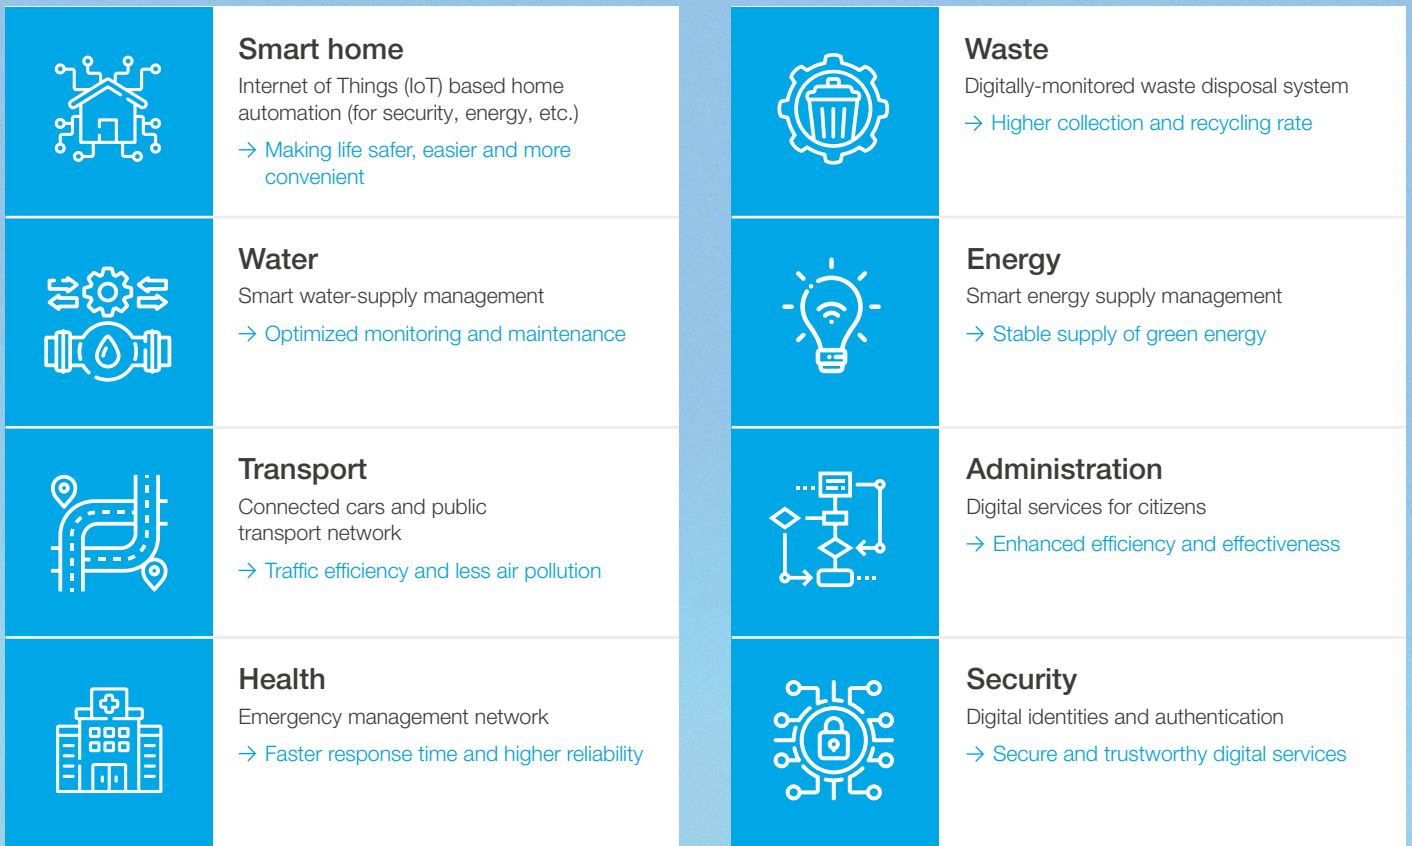 Smart home
Internet of Things (IoT) based home
automation (for security, energy, etc.)
→ Making life safer, easier and more
convenient
Water
Smart water-supply management
→ Optimized monitoring and maintenance
Transport
Connected cars and public
transport network
→ Traffic efficiency and less air pollution
Health
Emergency management network
→ Faster response time and higher reliability
Waste
Digitally-monitored waste disposal system
→ Higher collection and recycling rate
Energy
Smart energy supply management
→ Stable supply of green energy
Administration
Digital services for citizens
→ Enhanced efficiency and effectiveness
Security
Digital identities and authentication
→ Secure and trustworthy digital services